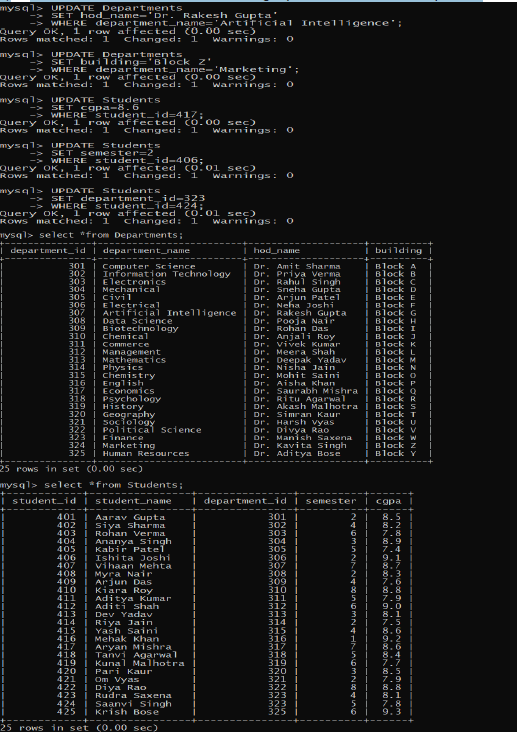 mysql> UPDATE Departments
    -> SET hod_name='Dr. Rakesh Gupta'
    -> WHERE department_name='Artificial Intelligence';
Query OK, 1 row affected (0.00 sec)
Rows matched: 1  Changed: 1  Warnings: 0
mysql> UPDATE Departments
    -> SET building='Block Z'
    -> WHERE department_name='Marketing';
Query OK, 1 row affected (0.00 sec)
Rows matched: 1  Changed: 1  Warnings: 0
mysql> UPDATE Students
    -> SET cgpa=8.6
    -> WHERE student_id=417;
Query OK, 1 row affected (0.00 sec)
Rows matched: 1  Changed: 1  Warnings: 0
mysql> UPDATE Students
    -> SET semester=2
    -> WHERE student_id=406;
Query OK, 1 row affected (0.01 sec)
Rows matched: 1  Changed: 1  Warnings: 0
mysql> UPDATE Students
    -> SET department_id=323
    -> WHERE student_id=424;
Query OK, 1 row affected (0.01 sec)
Rows matched: 1  Changed: 1  Warnings: 0
mysql> select *from Departments;
| department_id | department_name | hod_name | building |
| 301 | Computer Science | Dr. Amit Sharma | Block A |
| 302 | Information Technology | Dr. Priya Verma | Block B |
| 303 | Electronics | Dr. Rahul Singh | Block C |
| 304 | Mechanical | Dr. Sneha Gupta | Block D |
| 305 | Civil | Dr. Arjun Patel | Block E |
| 306 | Electrical | Dr. Neha Joshi | Block F |
| 307 | Artificial Intelligence | Dr. Rakesh Gupta | Block G |
| 308 | Data Science | Dr. Pooja Nair | Block H |
| 309 | Biotechnology | Dr. Rohan Das | Block I |
| 310 | Chemical | Dr. Anjali Roy | Block J |
| 311 | Commerce | Dr. Vivek Kumar | Block K |
| 312 | Management | Dr. Meera Shah | Block L |
| 313 | Mathematics | Dr. Deepak Yadav | Block M |
| 314 | Physics | Dr. Nisha Jain | Block N |
| 315 | Chemistry | Dr. Mohit Saini | Block O |
| 316 | English | Dr. Aisha Khan | Block P |
| 317 | Economics | Dr. Saurabh Mishra | Block Q |
| 318 | Psychology | Dr. Ritu Agarwal | Block R |
| 319 | History | Dr. Akash Malhotra | Block S |
| 320 | Geography | Dr. Simran Kaur | Block T |
| 321 | Sociology | Dr. Harsh Vyas | Block U |
| 322 | Political Science | Dr. Divya Rao | Block V |
| 323 | Finance | Dr. Manish Saxena | Block W |
| 324 | Marketing | Dr. Kavita Singh | Block Z |
| 325 | Human Resources | Dr. Aditya Bose | Block Y |
25 rows in set (0.00 sec)
mysql> select *from Students;
| student_id | student_name | department_id | semester | cgpa |
| 401 | Aarav Gupta | 301 | 2 | 8.5 |
| 402 | Siya Sharma | 302 | 4 | 8.2 |
| 403 | Rohan Verma | 303 | 6 | 7.8 |
| 404 | Ananya Singh | 304 | 3 | 8.9 |
| 405 | Kabir Patel | 305 | 5 | 7.4 |
| 406 | Ishita Joshi | 306 | 2 | 9.1 |
| 407 | Vihaan Mehta | 307 | 7 | 8.7 |
| 408 | Myra Nair | 308 | 2 | 8.3 |
| 409 | Arjun Das | 309 | 4 | 7.6 |
| 410 | Kiara Roy | 310 | 8 | 8.8 |
| 411 | Aditya Kumar | 311 | 5 | 7.9 |
| 412 | Aditi Shah | 312 | 6 | 9.0 |
| 413 | Dev Yadav | 313 | 3 | 8.1 |
| 414 | Riya Jain | 314 | 2 | 7.5 |
| 415 | Yash Saini | 315 | 4 | 8.6 |
| 416 | Mehak Khan | 316 | 1 | 9.2 |
| 417 | Aryan Mishra | 317 | 7 | 8.6 |
| 418 | Tanvi Agarwal | 318 | 5 | 8.4 |
| 419 | Kunal Malhotra | 319 | 6 | 7.7 |
| 420 | Pari Kaur | 320 | 3 | 8.5 |
| 421 | Om Vyas | 321 | 2 | 7.9 |
| 422 | Diya Rao | 322 | 8 | 8.8 |
| 423 | Rudra Saxena | 323 | 4 | 8.1 |
| 424 | Saanvi Singh | 323 | 5 | 7.8 |
| 425 | Krish Bose | 325 | 6 | 9.3 |
25 rows in set (0.00 sec)